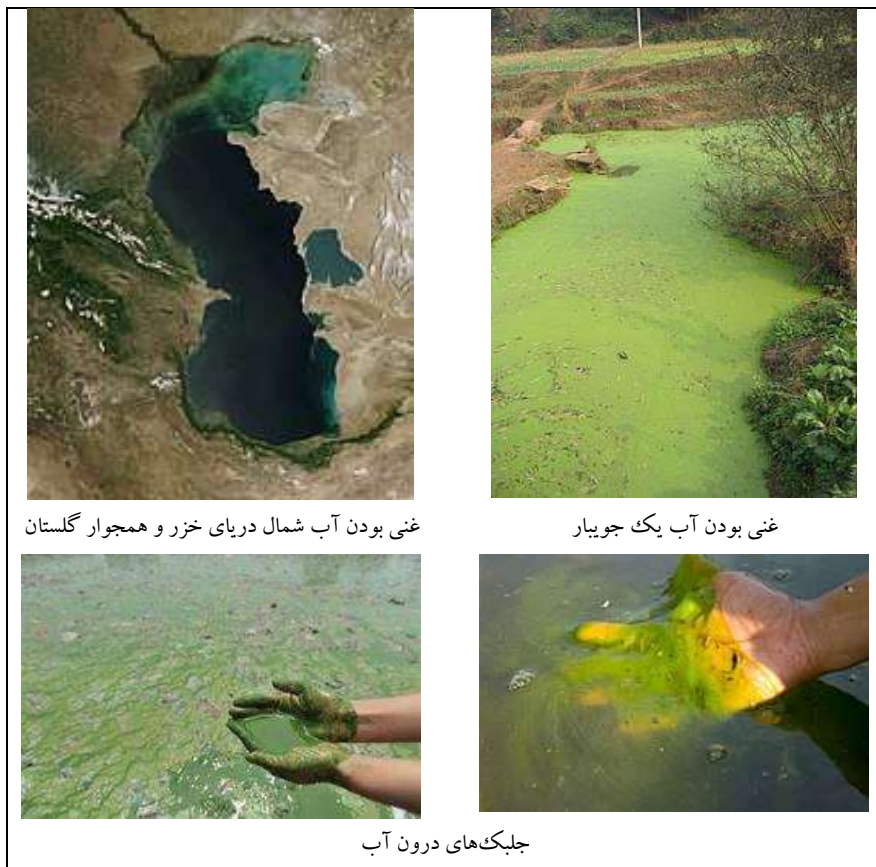 غنی بودن آب یک جویبار
غنی بودن آب شمال دریای خزر و همجوار گلستان
جلبک‌های درون آب